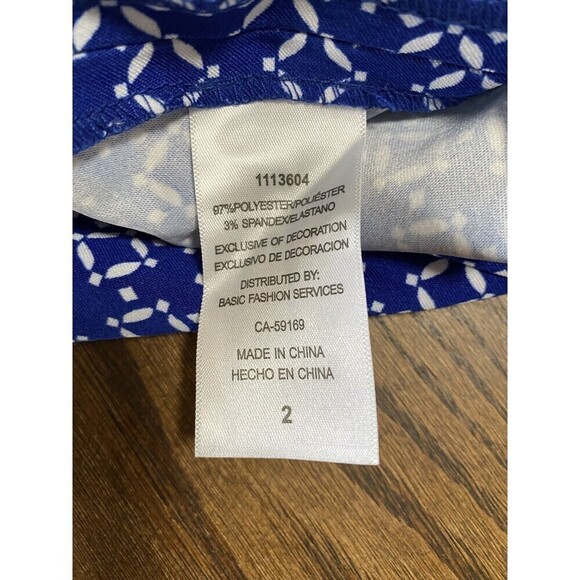 1113604
97%POLYESTER/POLIÉSTER
3% SPANDEX/ELASTANO
EXCLUSIVE OF DECORATION
EXCLUSIVO DE DECORACION
DISTRIBUTED BY:
BASIC FASHION SERVICES
CA-59169
MADE IN CHINA
HECHO EN CHINA
2